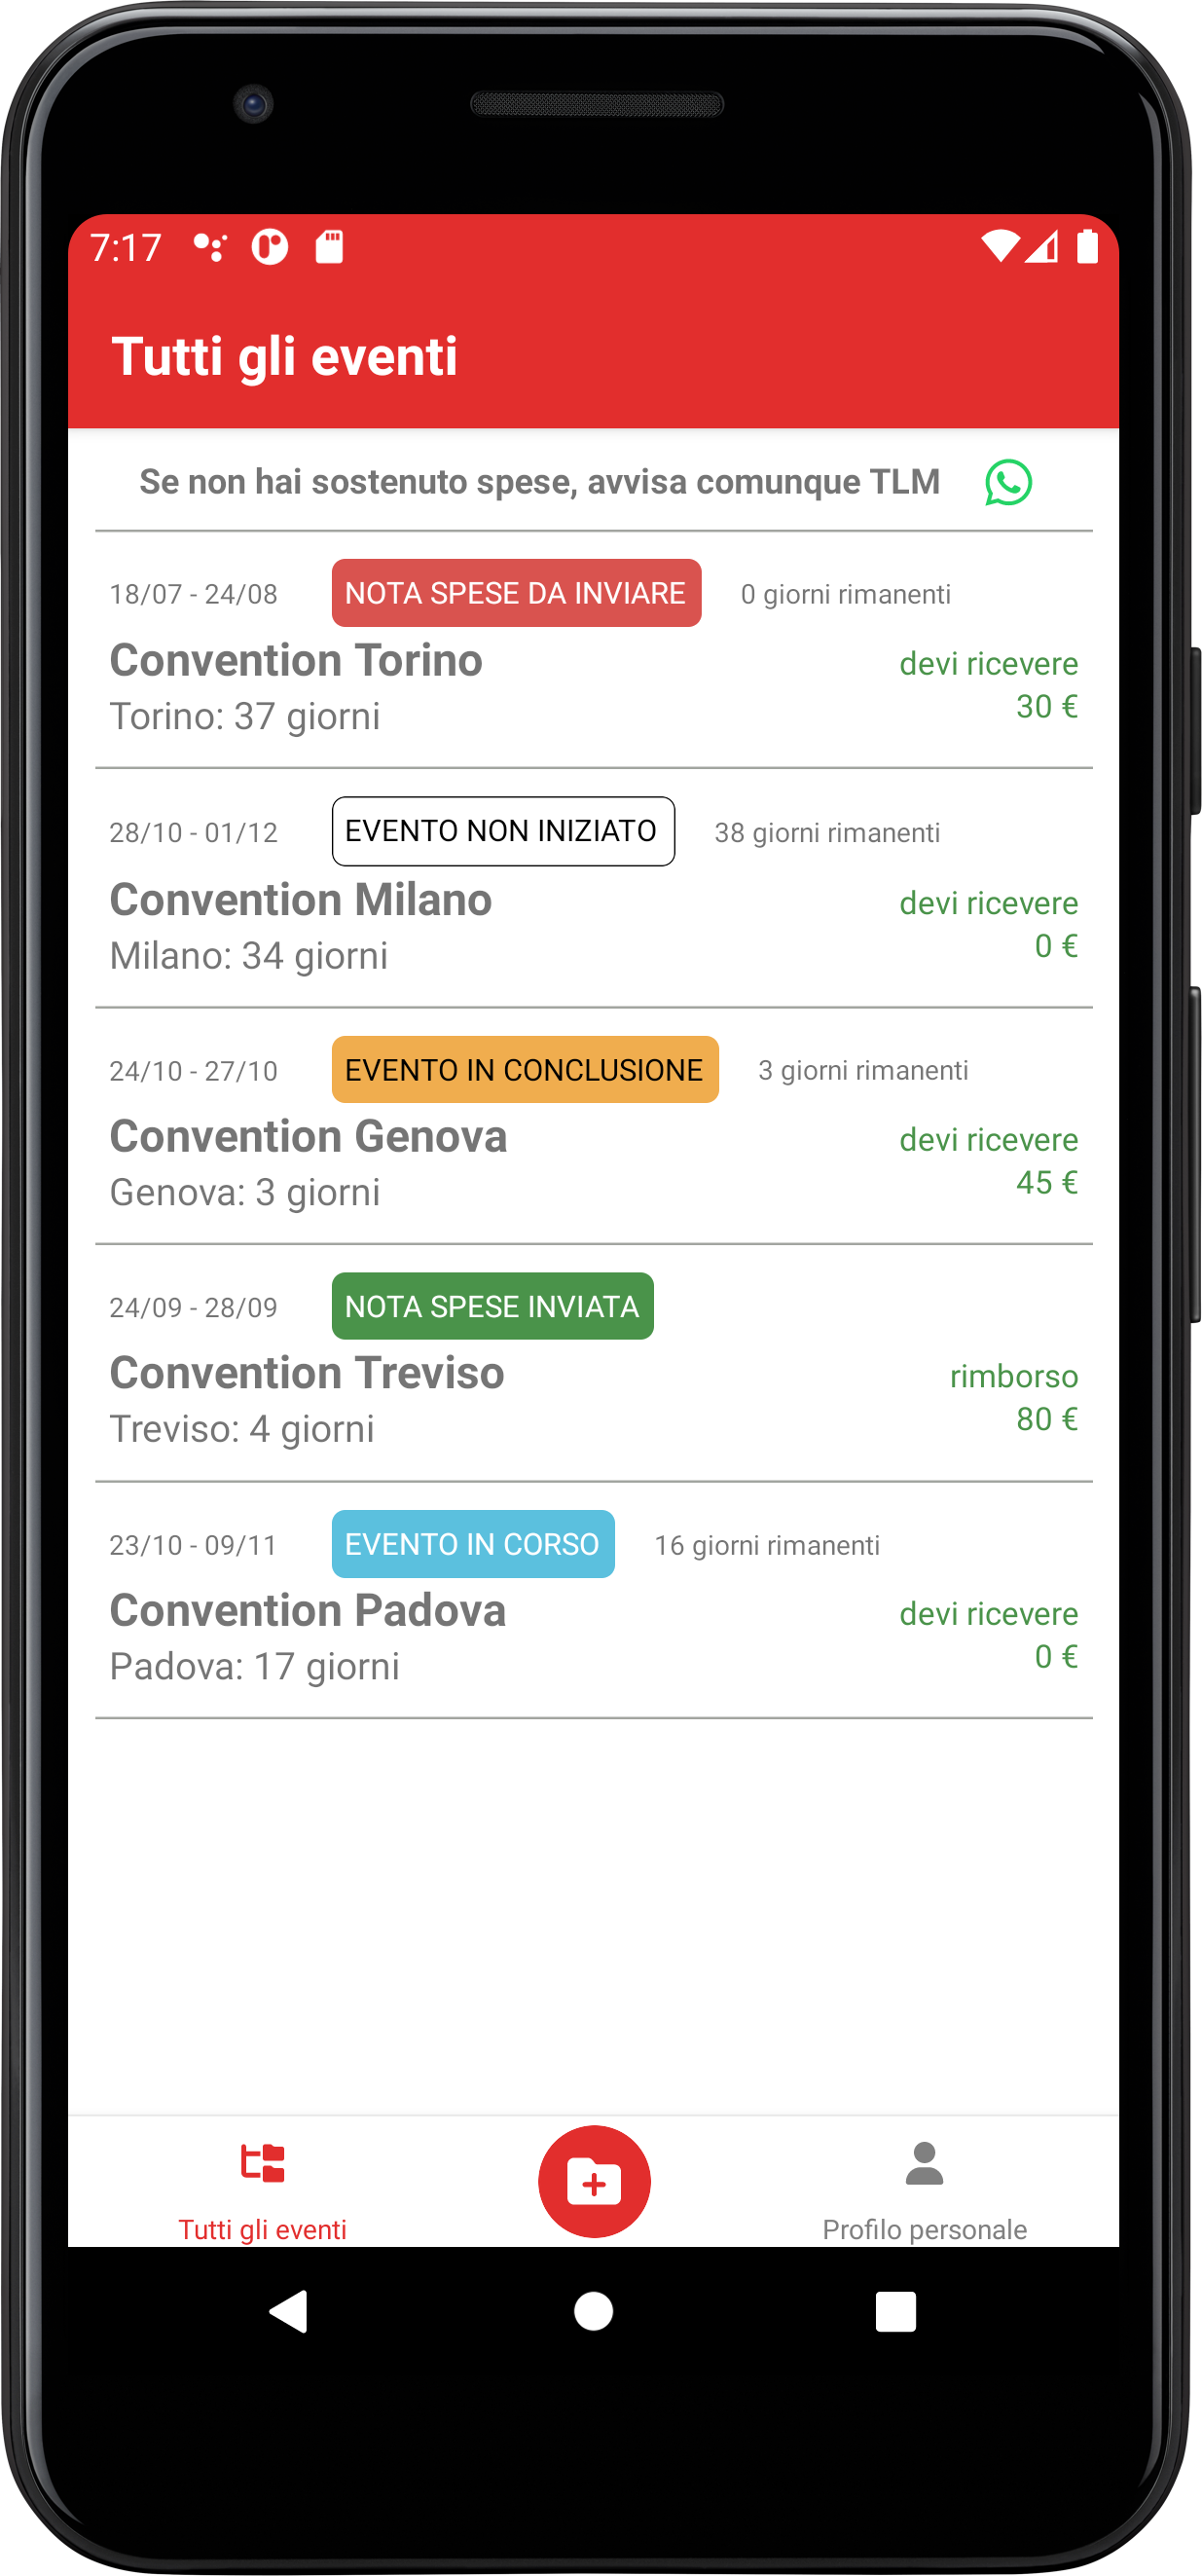 7:17
Tutti gli eventi
Se non hai sostenuto spese, avvisa comunque TLM
18/07 - 24/08 NOTA SPESE DA INVIARE 0 giorni rimanenti
Convention Torino devi ricevere
Torino: 37 giorni 30 €
28/10 - 01/12 EVENTO NON INIZIATO 38 giorni rimanenti
Convention Milano devi ricevere
Milano: 34 giorni 0 €
24/10 - 27/10 EVENTO IN CONCLUSIONE 3 giorni rimanenti
Convention Genova devi ricevere
Genova: 3 giorni 45 €
24/09 - 28/09 NOTA SPESE INVIATA
Convention Treviso rimborso
Treviso: 4 giorni 80 €
23/10 - 09/11 EVENTO IN CORSO 16 giorni rimanenti
Convention Padova devi ricevere
Padova: 17 giorni 0 €
Tutti gli eventi Profilo personale